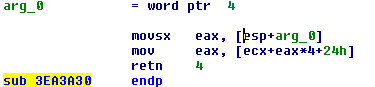 arg_0 = word ptr 4
movsx eax, [esp+arg_0]
mov eax, [ecx+eax*4+24h]
retn 4
sub_3EA3A30 endp